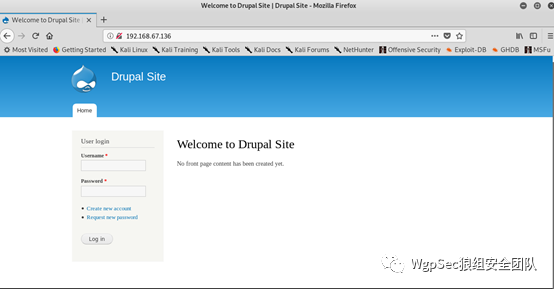 Welcome to Drupal Site | Drupal Site - Mozilla Firefox
Welcome to Drupal Site
192.168.67.136
Most Visited Getting Started Kali Linux Kali Training Kali Tools Kali Docs Kali Forums NetHunter Offensive Security Exploit-DB GHDB MSFu
Drupal Site
Home
User login
Username *
Password *
Create new account
Request new password
Log in
Welcome to Drupal Site
No front page content has been created yet.
WgpSec狼组安全团队